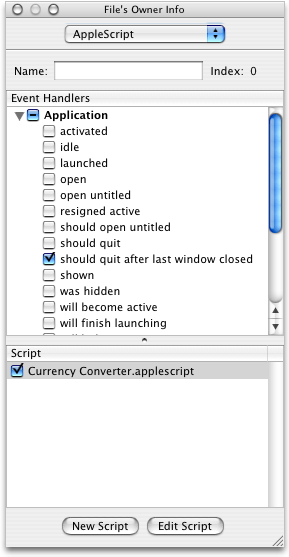 File's Owner Info
AppleScript
Name: Index: 0
Event Handlers
Application
activated
idle
launched
open
open untitled
resigned active
should open untitled
should quit
should quit after last window closed
shown
was hidden
will become active
will finish launching
Script
Currency Converter.applescript
New Script Edit Script